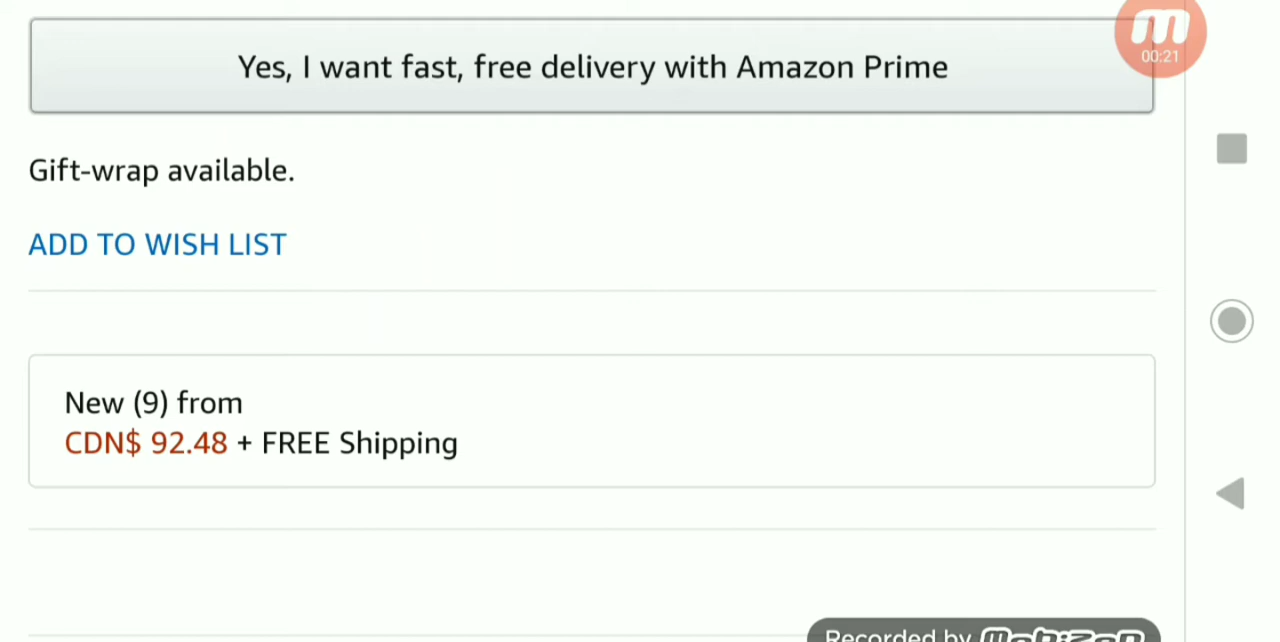 Yes, I want fast, free delivery with Amazon Prime
00:21
Gift-wrap available.
ADD TO WISH LIST
New (9) from
CDN$ 92.48 + FREE Shipping
Recorded by MOBIZEN